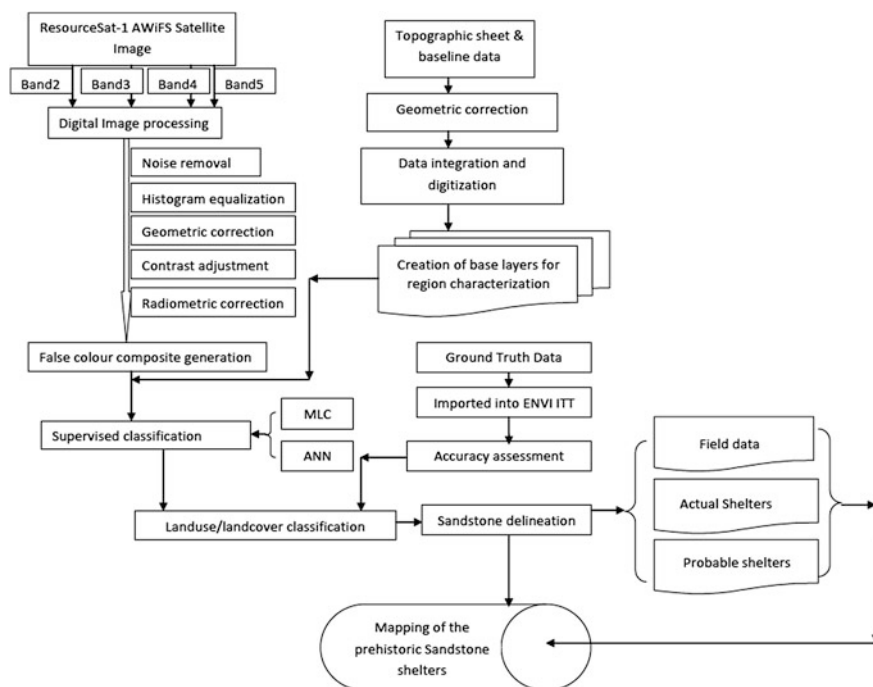 ResourceSat-1 AWiFS Satellite
Image
Band2
Band3
Band4
Band5
Digital Image processing
Noise removal
Histogram equalization
Geometric correction
Contrast adjustment
Radiometric correction
False colour composite generation
Topographic sheet &
baseline data
Geometric correction
Data integration and
digitization
Creation of base layers for
region characterization
Ground Truth Data
Imported into ENVI ITT
Accuracy assessment
Supervised classification
MLC
ANN
Landuse/landcover classification
Sandstone delineation
Field data
Actual Shelters
Probable shelters
Mapping of the
prehistoric Sandstone
shelters